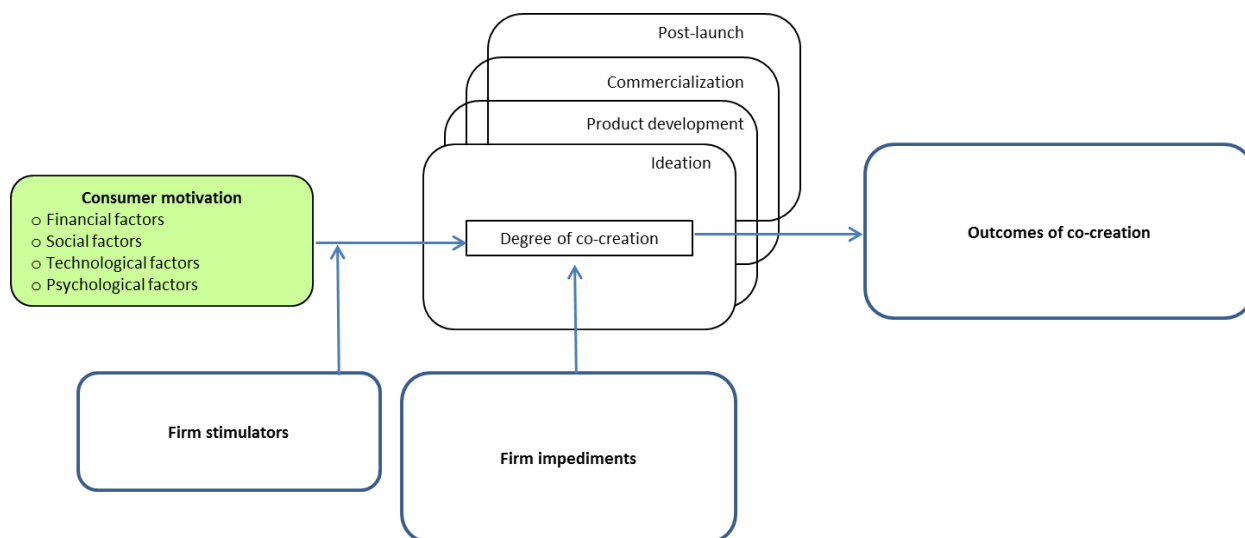 Post-launch
Commercialization
Product development
Ideation
Consumer motivation
o Financial factors
o Social factors
o Technological factors
o Psychological factors
Degree of co-creation
Outcomes of co-creation
Firm stimulators
Firm impediments